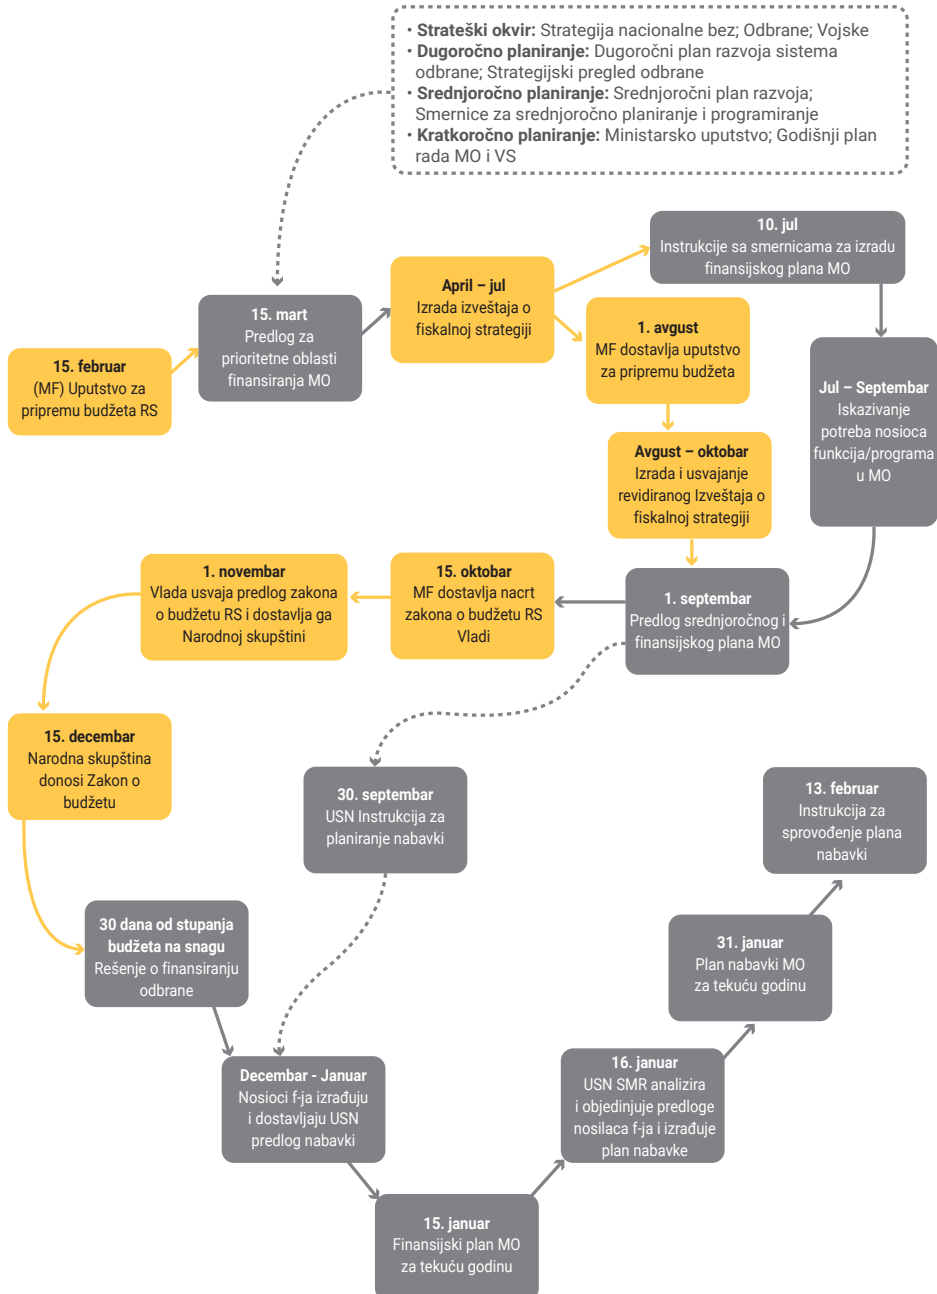 • Strateški okvir: Strategija nacionalne bez; Odbrane; Vojske
• Dugoročno planiranje: Dugoročni plan razvoja sistema
odbrane; Strategijski pregled odbrane
• Srednjoročno planiranje: Srednjoročni plan razvoja;
Smernice za srednjoročno planiranje i programiranje
• Kratkoročno planiranje: Ministarsko uputstvo; Godišnji plan
rada MO i VS
10. jul
Instrukcije sa smernicama za izradu
finansijskog plana MO
April – jul
Izrada izveštaja o
fiskalnoj strategiji
15. mart
Predlog za
prioritetne oblasti
finansiranja MO
1. avgust
MF dostavlja uputstvo
za pripremu budžeta
15. februar
(MF) Uputstvo za
pripremu budžeta RS
Jul – Septembar
Iskazivanje
potreba nosioca
funkcija/programa
u MO
Avgust – oktobar
Izrada i usvajanje
revidiranog Izveštaja o
fiskalnoj strategiji
1. novembar
Vlada usvaja predlog zakona
o budžetu RS i dostavlja ga
Narodnoj skupštini
15. oktobar
MF dostavlja nacrt
zakona o budžetu RS
Vladi
1. septembar
Predlog srednjoročnog i
finansijskog plana MO
15. decembar
Narodna skupština
donosi Zakon o
budžetu
30. septembar
USN Instrukcija za
planiranje nabavki
13. februar
Instrukcija za
sprovođenje plana
nabavki
30 dana od stupanja
budžeta na snagu
Rešenje o finansiranju
odbrane
31. januar
Plan nabavki MO
za tekuću godinu
Decembar - Januar
Nosioci f-ja izrađuju
i dostavljaju USN
predlog nabavki
16. januar
USN SMR analizira
i objedinjuje predloge
nosilaca f-ja i izrađuje
plan nabavke
15. januar
Finansijski plan MO
za tekuću godinu